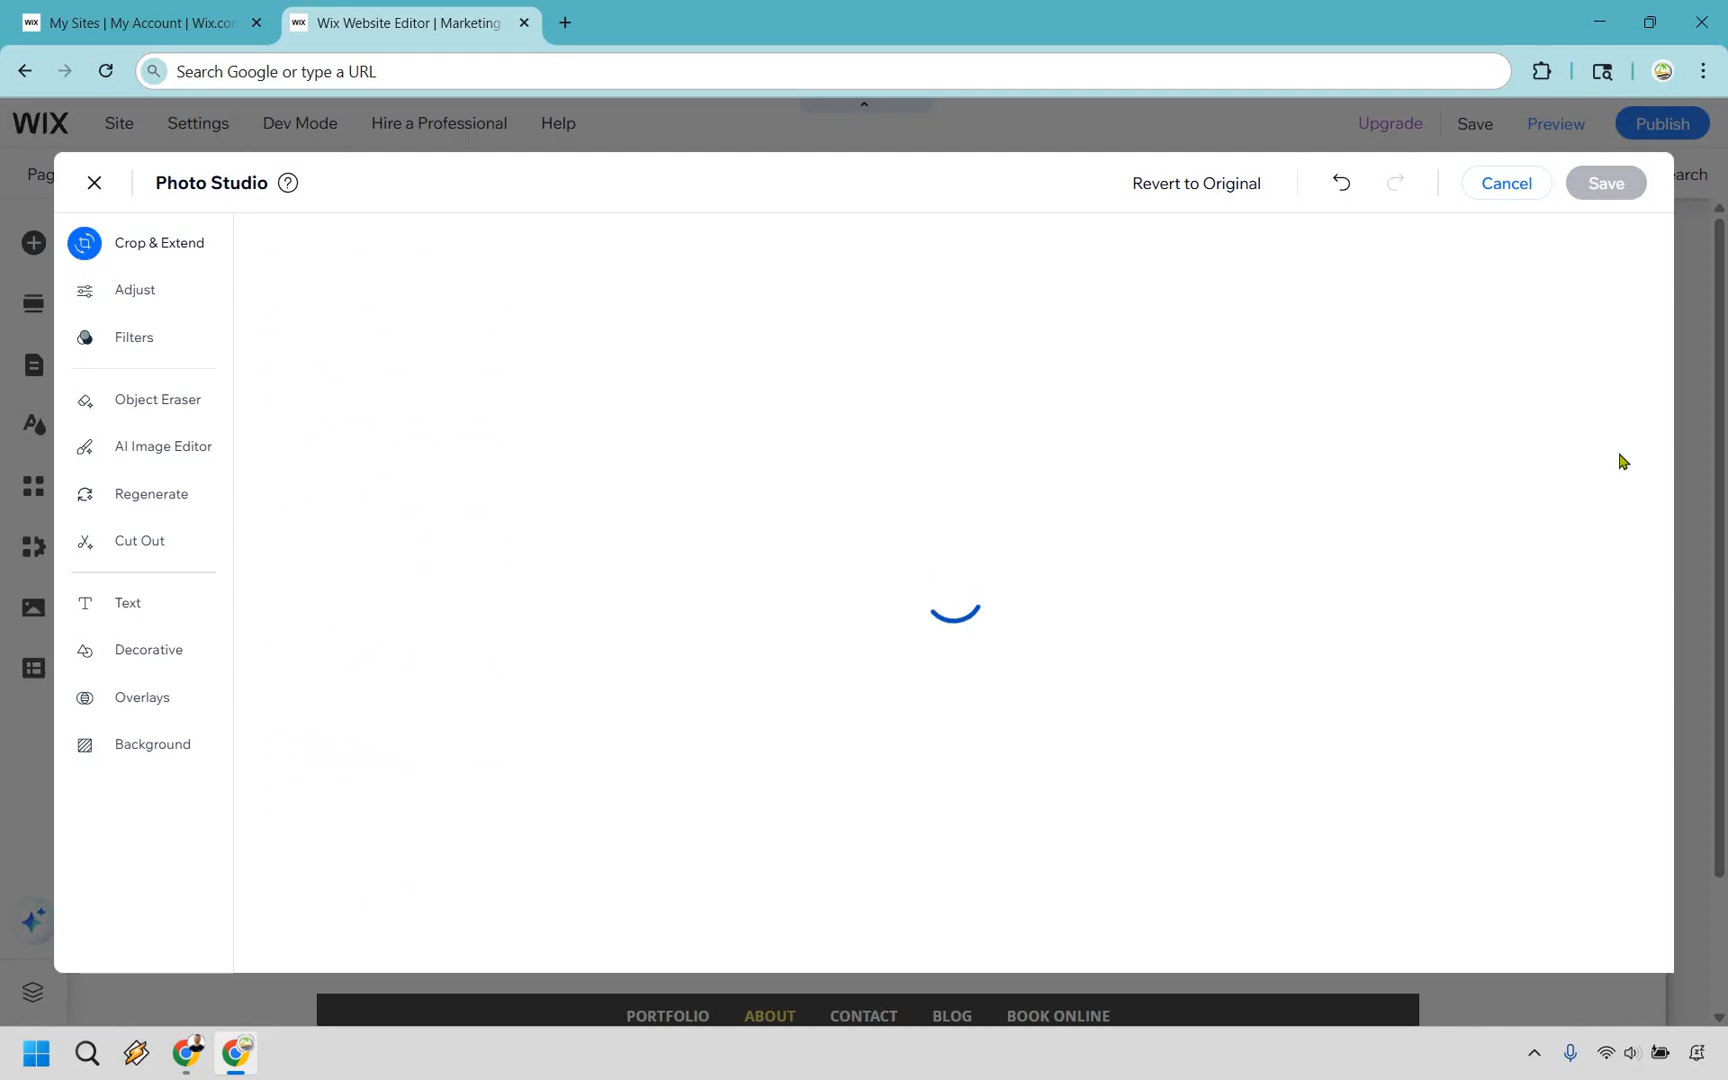 WIX My Sites | My Account | Wix.co
WIX Wix Website Editor | Marketing
Search Google or type a URL
WIX Site Settings Dev Mode Hire a Professional Help Upgrade Save Preview Publish
Photo Studio ? Revert to Original Cancel Save
Crop & Extend
Adjust
Filters
Object Eraser
AI Image Editor
Regenerate
Cut Out
T Text
Decorative
Overlays
Background
PORTFOLIO ABOUT CONTACT BLOG BOOK ONLINE